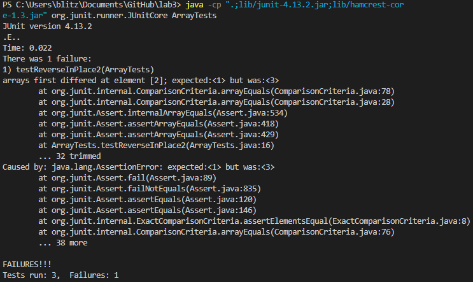 PS C:\Users\blitz\Documents\GitHub\lab3> java -cp ".;lib/junit-4.13.2.jar;lib/hamcrest-cor
e-1.3.jar" org.junit.runner.JUnitCore ArrayTests
JUnit version 4.13.2
.E..
Time: 0.022
There was 1 failure:
1) testReverseInPlace2(ArrayTests)
arrays first differed at element [2]; expected:<1> but was:<3>
        at org.junit.internal.ComparisonCriteria.arrayEquals(ComparisonCriteria.java:78)
        at org.junit.internal.ComparisonCriteria.arrayEquals(ComparisonCriteria.java:28)
        at org.junit.Assert.internalArrayEquals(Assert.java:534)
        at org.junit.Assert.assertArrayEquals(Assert.java:418)
        at org.junit.Assert.assertArrayEquals(Assert.java:429)
        at ArrayTests.testReverseInPlace2(ArrayTests.java:16)
        ... 32 trimmed
Caused by: java.lang.AssertionError: expected:<1> but was:<3>
        at org.junit.Assert.fail(Assert.java:89)
        at org.junit.Assert.failNotEquals(Assert.java:835)
        at org.junit.Assert.assertEquals(Assert.java:120)
        at org.junit.Assert.assertEquals(Assert.java:146)
        at org.junit.internal.ExactComparisonCriteria.assertElementsEqual(ExactComparisonCriteria.java:8)
        at org.junit.internal.ComparisonCriteria.arrayEquals(ComparisonCriteria.java:76)
        ... 38 more

FAILURES!!!
Tests run: 3,  Failures: 1